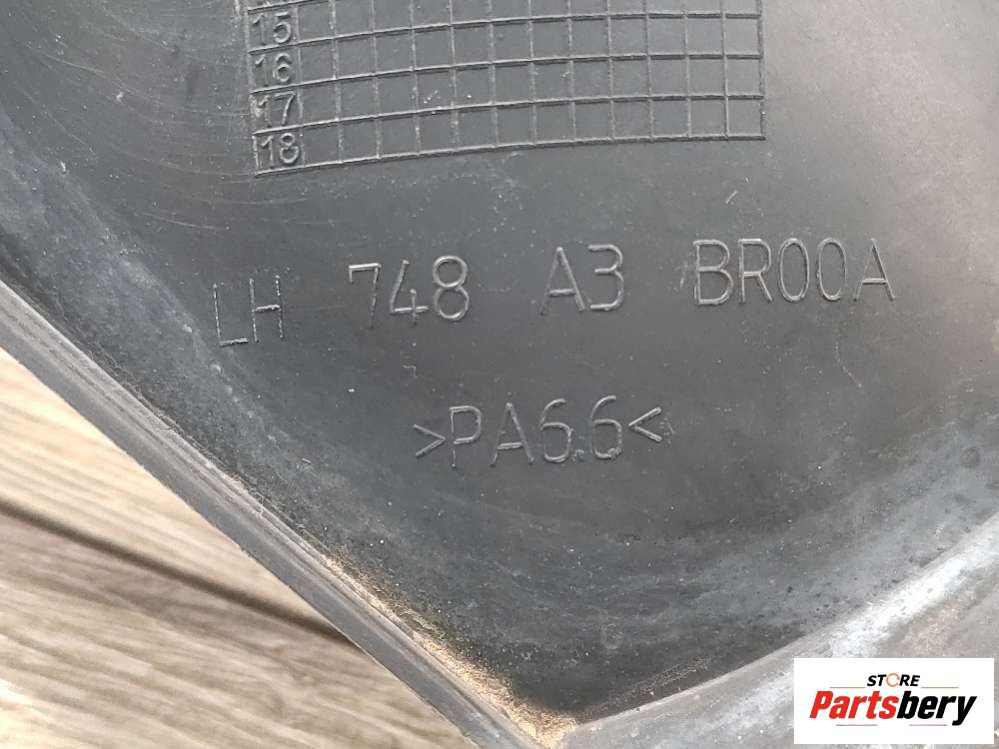 15
16
17
18
LH 748 A3 BR00A
>PA6.6<
STORE
Partsbery